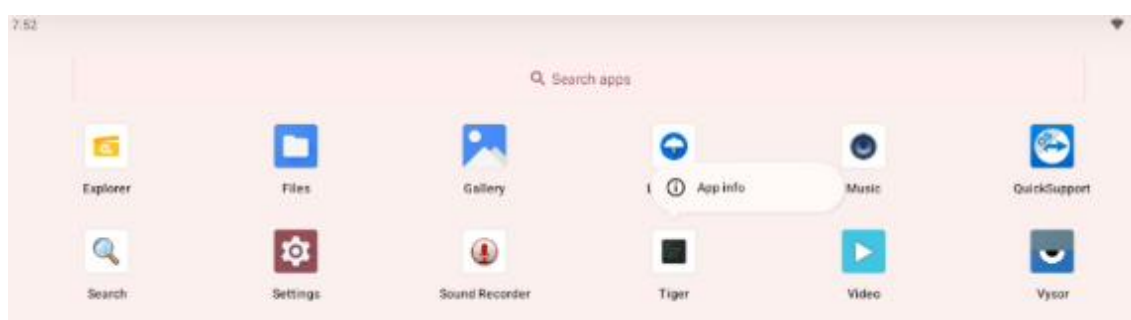 7:52
Search apps
Explorer
Files
Gallery
App info
Music
QuickSupport
Search
Settings
Sound Recorder
Tiger
Video
Vysor